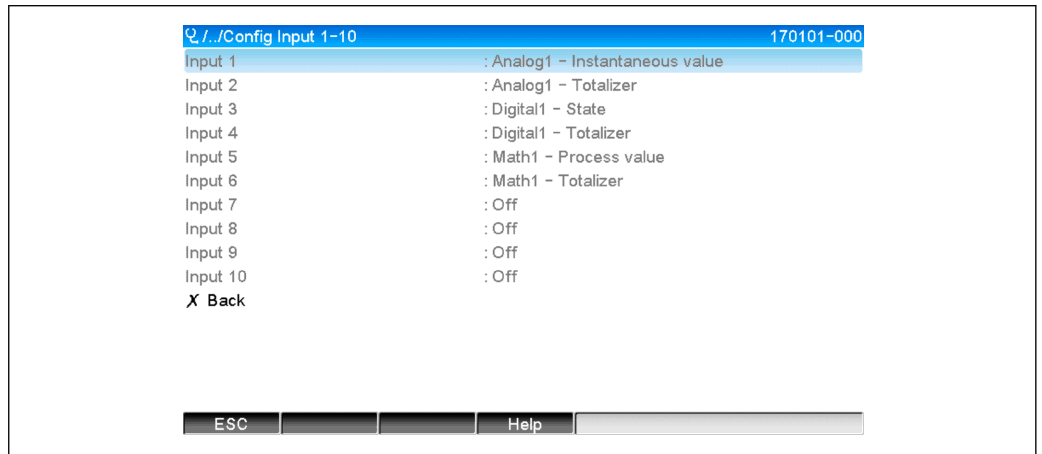 /../Config Input 1-10 170101-000
Input 1 : Analog1 - Instantaneous value
Input 2 : Analog1 - Totalizer
Input 3 : Digital1 - State
Input 4 : Digital1 - Totalizer
Input 5 : Math1 - Process value
Input 6 : Math1 - Totalizer
Input 7 : Off
Input 8 : Off
Input 9 : Off
Input 10 : Off
X Back
ESC Help